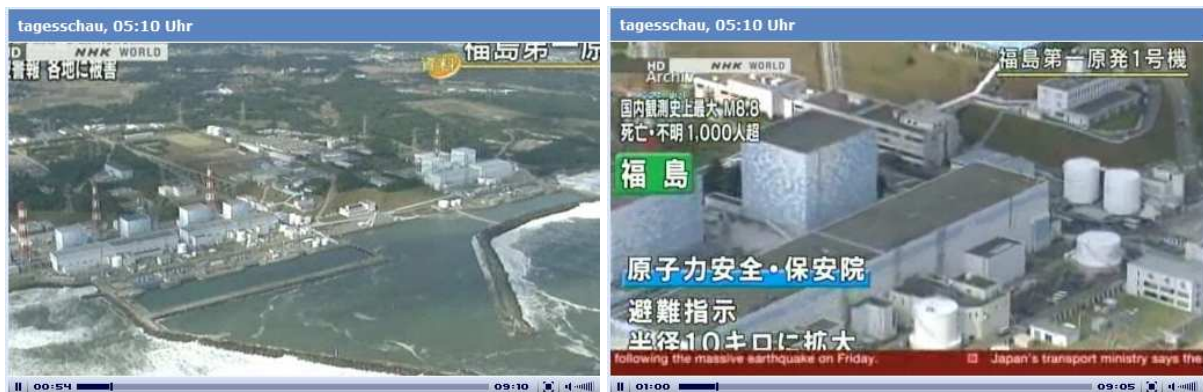 tagesschau, 05:10 Uhr
HD NHK WORLD
警報 各地に被害
資料
福島第一原
00:54
09:10
tagesschau, 05:10 Uhr
HD NHK WORLD
Archiv
福島第一原発1号機
国内観測史上最大 M8.8
死亡・不明1,000人超
福島
原子力安全・保安院
避難指示
半径10キロに拡大
following the massive earthquake on Friday. Japan's transport ministry says the
01:00
09:05